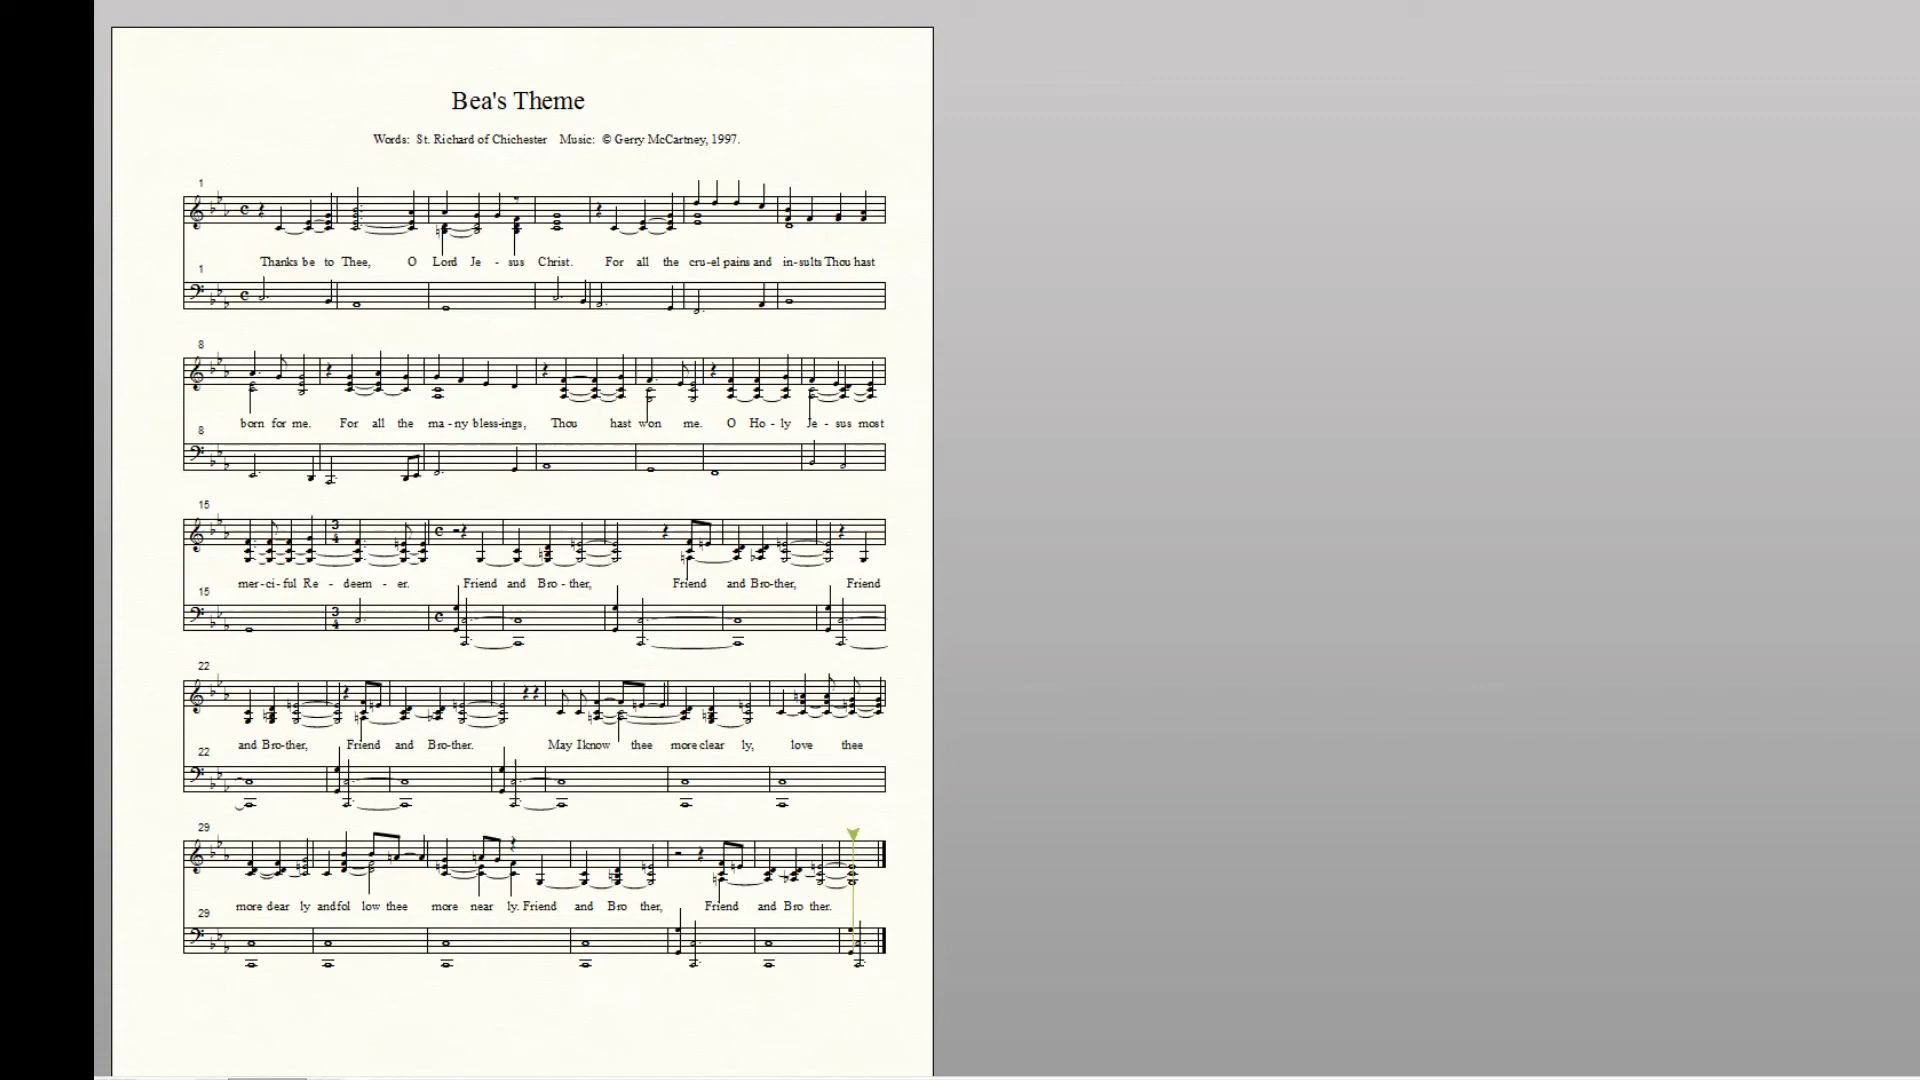 Bea's Theme
Words: St. Richard of Chichester Music: © Gerry McCartney, 1997.
1
Thanks be to Thee, O Lord Je - sus Christ. For all the cru-el pains and in-sults Thou hast
1
8
born for me. For all the ma-ny bless-ings, Thou hast won me. O Ho-ly Je - sus most
8
15
3 4
mer-ci-ful Re - deem - er. Friend and Bro-ther, Friend and Bro-ther, Friend
15
3 4
22
and Bro-ther, Friend and Bro-ther. May I know thee more clear ly, love thee
22
29
more dear ly and fol low thee more near ly. Friend and Bro ther, Friend and Bro ther.
29